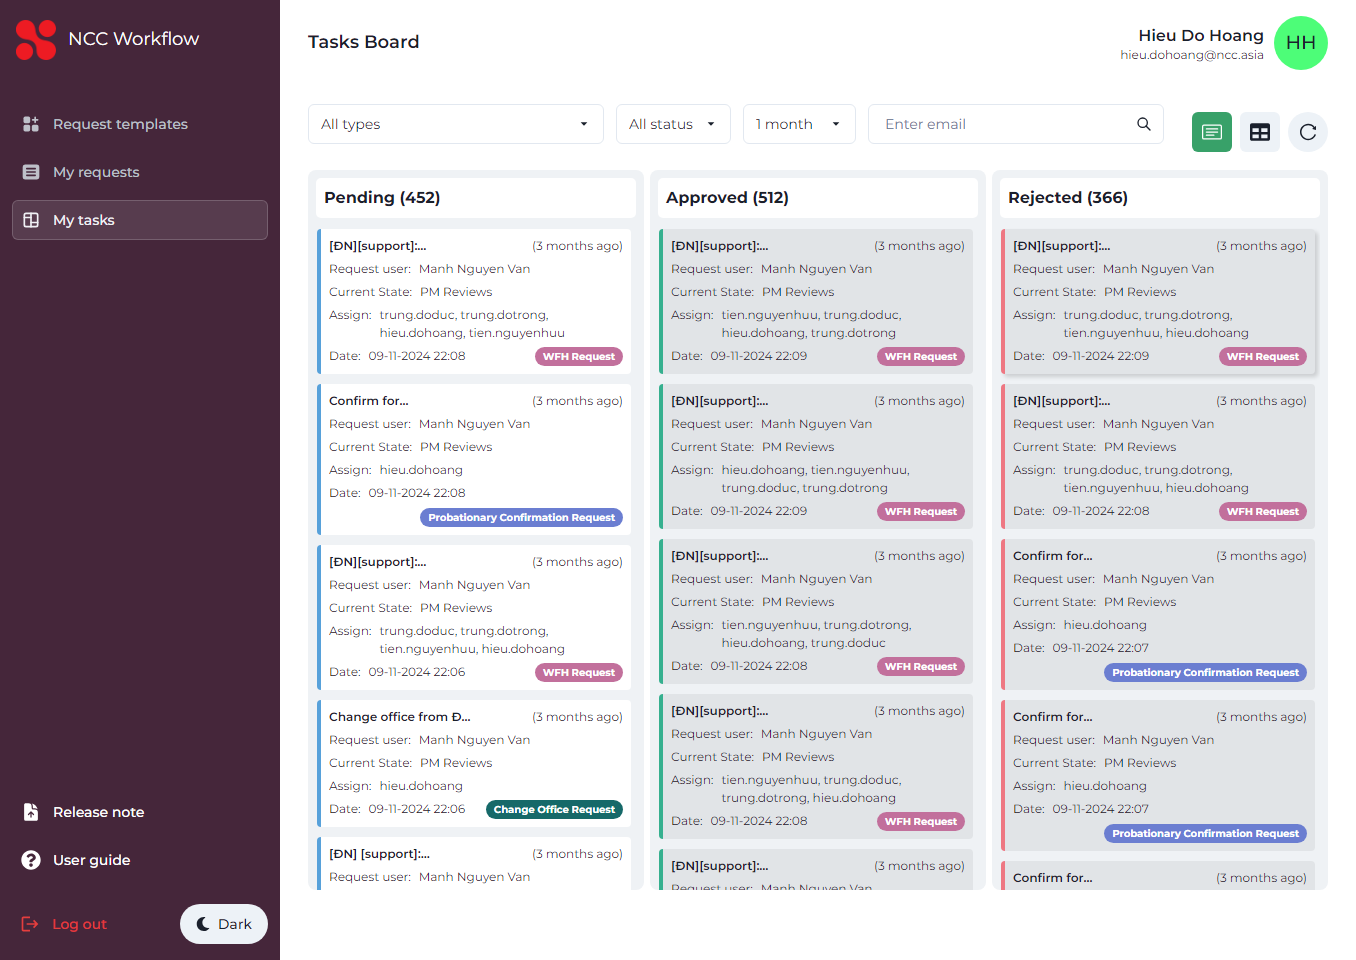 NCC Workflow
Request templates
My requests
My tasks
Release note
User guide
Log out
Dark
Tasks Board
Hieu Do Hoang
hieu.dohoang@ncc.asia
HH
All types
All status
1 month
Enter email
Pending (452)
[ĐN][support]:... (3 months ago)
Request user: Manh Nguyen Van
Current State: PM Reviews
Assign: trung.doduc, trung.dotrong,
hieu.dohoang, tien.nguyenhuu
Date: 09-11-2024 22:08 WFH Request
Confirm for... (3 months ago)
Request user: Manh Nguyen Van
Current State: PM Reviews
Assign: hieu.dohoang
Date: 09-11-2024 22:08
Probationary Confirmation Request
[ĐN][support]:... (3 months ago)
Request user: Manh Nguyen Van
Current State: PM Reviews
Assign: trung.doduc, trung.dotrong,
tien.nguyenhuu, hieu.dohoang
Date: 09-11-2024 22:06 WFH Request
Change office from Đ... (3 months ago)
Request user: Manh Nguyen Van
Current State: PM Reviews
Assign: hieu.dohoang
Date: 09-11-2024 22:06 Change Office Request
[ĐN] [support]:... (3 months ago)
Request user: Manh Nguyen Van
Approved (512)
[ĐN][support]:... (3 months ago)
Request user: Manh Nguyen Van
Current State: PM Reviews
Assign: tien.nguyenhuu, trung.doduc,
hieu.dohoang, trung.dotrong
Date: 09-11-2024 22:09 WFH Request
[ĐN][support]:... (3 months ago)
Request user: Manh Nguyen Van
Current State: PM Reviews
Assign: hieu.dohoang, tien.nguyenhuu,
trung.doduc, trung.dotrong
Date: 09-11-2024 22:09 WFH Request
[ĐN][support]:... (3 months ago)
Request user: Manh Nguyen Van
Current State: PM Reviews
Assign: tien.nguyenhuu, trung.dotrong,
hieu.dohoang, trung.doduc
Date: 09-11-2024 22:08 WFH Request
[ĐN][support]:... (3 months ago)
Request user: Manh Nguyen Van
Current State: PM Reviews
Assign: tien.nguyenhuu, trung.doduc,
trung.dotrong, hieu.dohoang
Date: 09-11-2024 22:08 WFH Request
[ĐN][support]:... (3 months ago)
Request user: Manh Nguyen Van
Rejected (366)
[ĐN][support]:... (3 months ago)
Request user: Manh Nguyen Van
Current State: PM Reviews
Assign: trung.doduc, trung.dotrong,
tien.nguyenhuu, hieu.dohoang
Date: 09-11-2024 22:09 WFH Request
[ĐN][support]:... (3 months ago)
Request user: Manh Nguyen Van
Current State: PM Reviews
Assign: trung.doduc, trung.dotrong,
tien.nguyenhuu, hieu.dohoang
Date: 09-11-2024 22:08 WFH Request
Confirm for... (3 months ago)
Request user: Manh Nguyen Van
Current State: PM Reviews
Assign: hieu.dohoang
Date: 09-11-2024 22:07
Probationary Confirmation Request
Confirm for... (3 months ago)
Request user: Manh Nguyen Van
Current State: PM Reviews
Assign: hieu.dohoang
Date: 09-11-2024 22:07
Probationary Confirmation Request
Confirm for... (3 months ago)